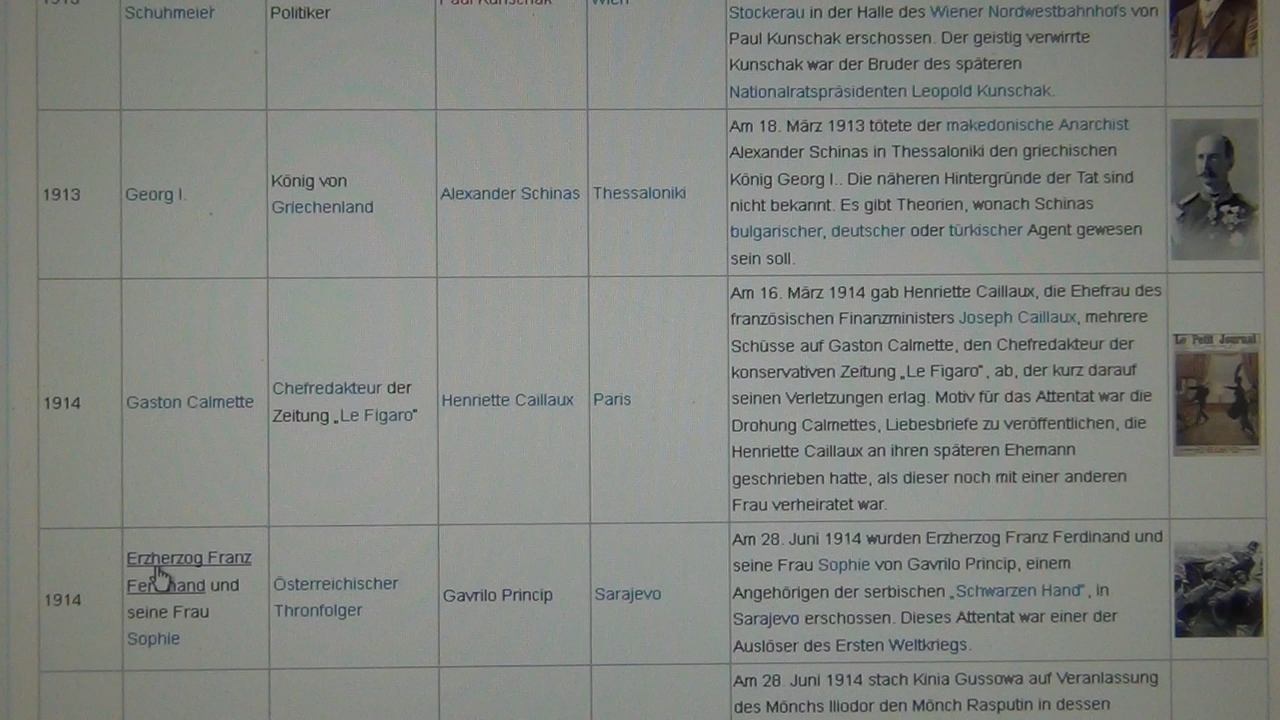 Schuhmeier
Politiker
Paul Kunschak
Wien
Stockerau in der Halle des Wiener Nordwestbahnhofs von
Paul Kunschak erschossen. Der geistig verwirrte
Kunschak war der Bruder des späteren
Nationalratspräsidenten Leopold Kunschak.
1913
Georg I.
König von
Griechenland
Alexander Schinas
Thessaloniki
Am 18. März 1913 tötete der makedonische Anarchist
Alexander Schinas in Thessaloniki den griechischen
König Georg I.. Die näheren Hintergründe der Tat sind
nicht bekannt. Es gibt Theorien, wonach Schinas
bulgarischer, deutscher oder türkischer Agent gewesen
sein soll.
1914
Gaston Calmette
Chefredakteur der
Zeitung „Le Figaro“
Henriette Caillaux
Paris
Am 16. März 1914 gab Henriette Caillaux, die Ehefrau des
französischen Finanzministers Joseph Caillaux, mehrere
Schüsse auf Gaston Calmette, den Chefredakteur der
konservativen Zeitung „Le Figaro“, ab, der kurz darauf
seinen Verletzungen erlag. Motiv für das Attentat war die
Drohung Calmettes, Liebesbriefe zu veröffentlichen, die
Henriette Caillaux an ihren späteren Ehemann
geschrieben hatte, als dieser noch mit einer anderen
Frau verheiratet war.
Le Petit Journal
1914
Erzherzog Franz
Ferdinand und
seine Frau
Sophie
Österreichischer
Thronfolger
Gavrilo Princip
Sarajevo
Am 28. Juni 1914 wurden Erzherzog Franz Ferdinand und
seine Frau Sophie von Gavrilo Princip, einem
Angehörigen der serbischen „Schwarzen Hand“, in
Sarajevo erschossen. Dieses Attentat war einer der
Auslöser des Ersten Weltkriegs.
Am 28. Juni 1914 stach Kinia Gussowa auf Veranlassung
des Mönchs Iliodor den Mönch Rasputin in dessen